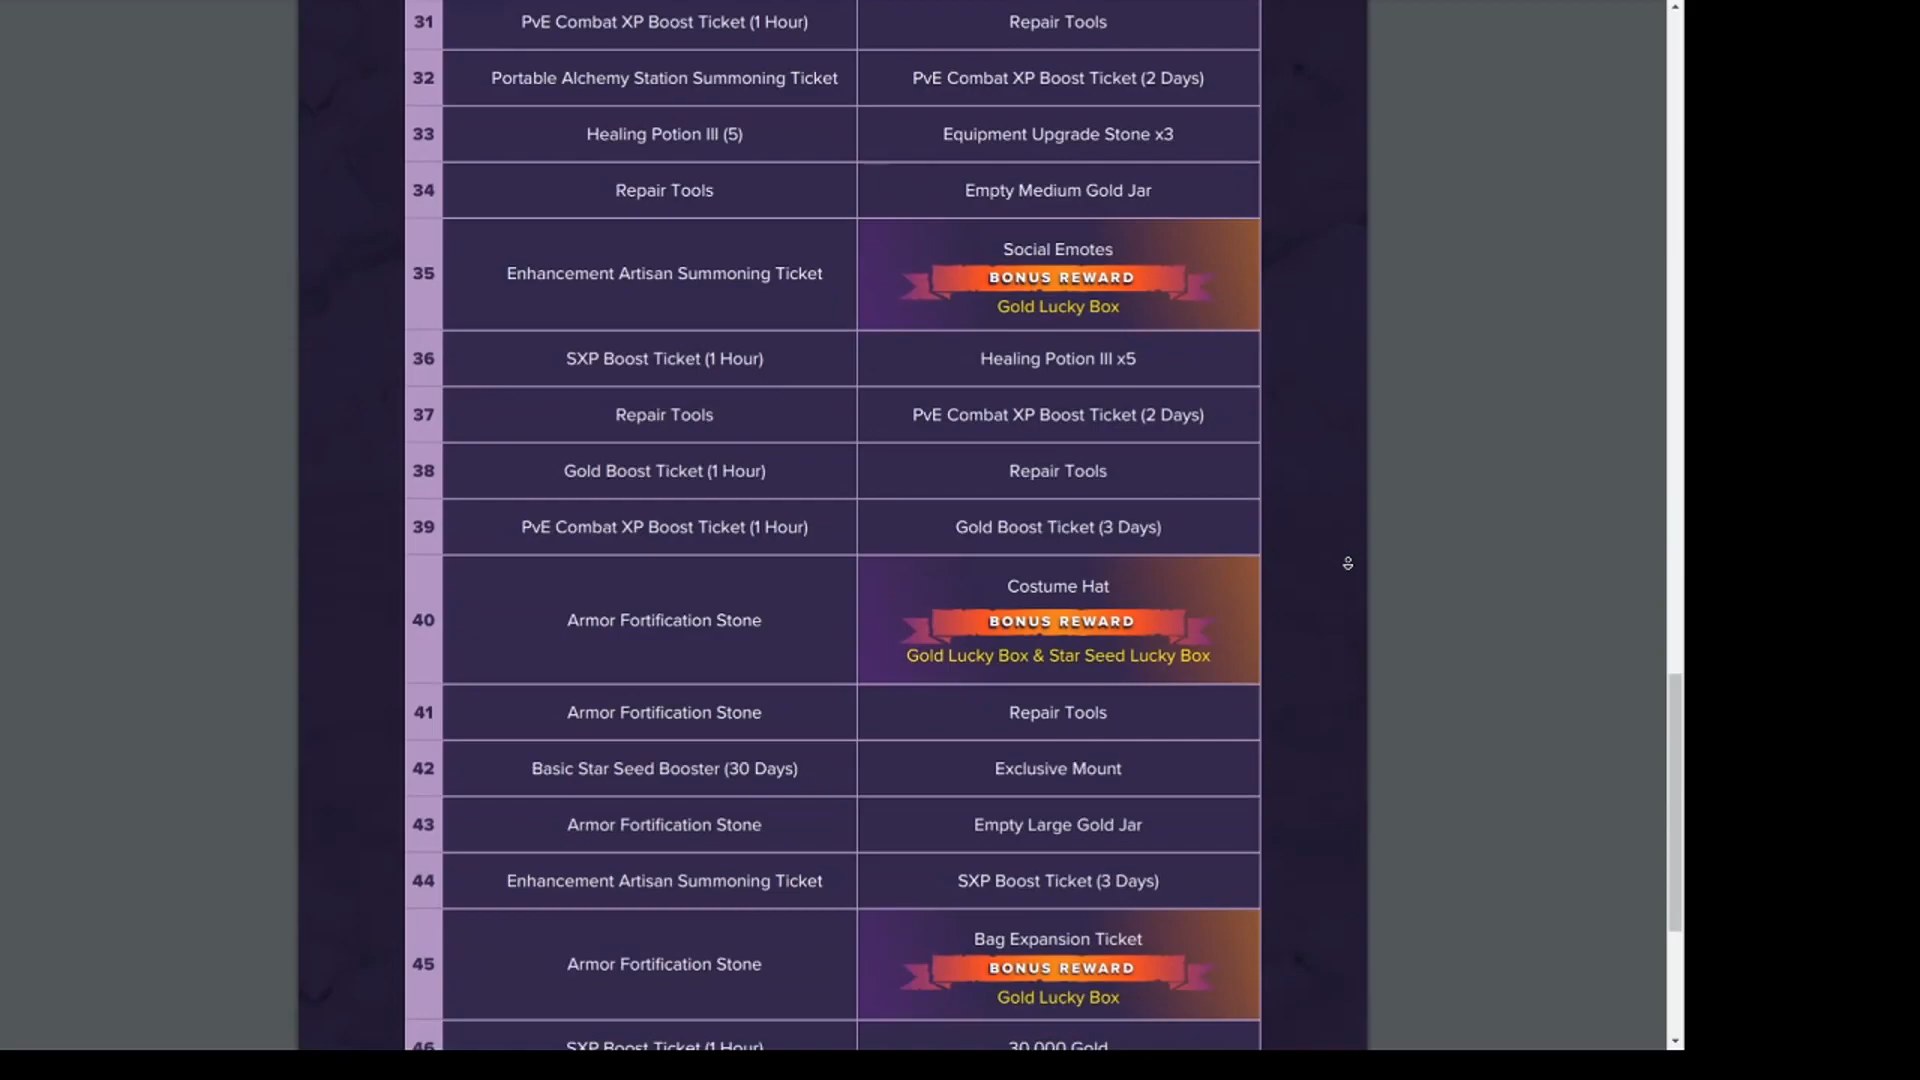 31 PvE Combat XP Boost Ticket (1 Hour) Repair Tools
32 Portable Alchemy Station Summoning Ticket PvE Combat XP Boost Ticket (2 Days)
33 Healing Potion III (5) Equipment Upgrade Stone x3
34 Repair Tools Empty Medium Gold Jar
35 Enhancement Artisan Summoning Ticket Social Emotes
BONUS REWARD
Gold Lucky Box
36 SXP Boost Ticket (1 Hour) Healing Potion III x5
37 Repair Tools PvE Combat XP Boost Ticket (2 Days)
38 Gold Boost Ticket (1 Hour) Repair Tools
39 PvE Combat XP Boost Ticket (1 Hour) Gold Boost Ticket (3 Days)
40 Armor Fortification Stone Costume Hat
BONUS REWARD
Gold Lucky Box & Star Seed Lucky Box
41 Armor Fortification Stone Repair Tools
42 Basic Star Seed Booster (30 Days) Exclusive Mount
43 Armor Fortification Stone Empty Large Gold Jar
44 Enhancement Artisan Summoning Ticket SXP Boost Ticket (3 Days)
45 Armor Fortification Stone Bag Expansion Ticket
BONUS REWARD
Gold Lucky Box
46 SXP Boost Ticket (1 Hour) 30,000 Gold